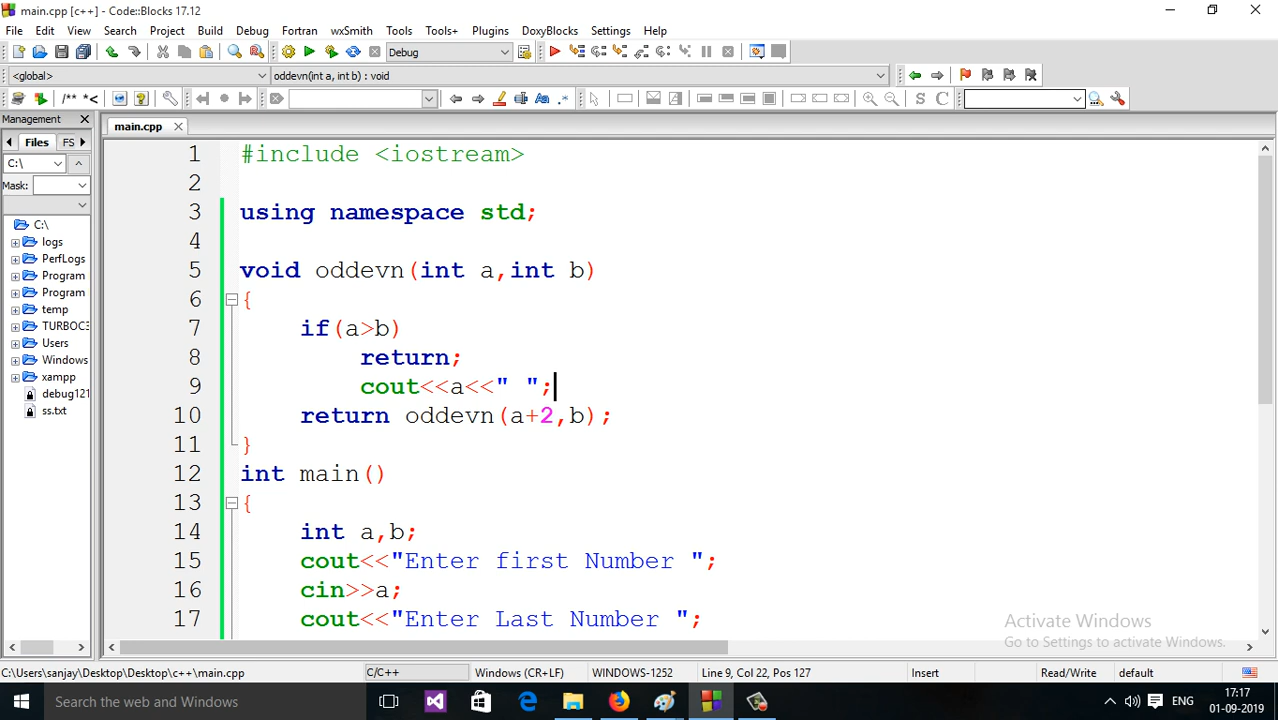 main.cpp [c++] - Code::Blocks 17.12
File Edit View Search Project Build Debug Fortran wxSmith Tools Tools+ Plugins DoxyBlocks Settings Help
Debug
<global> oddevn(int a, int b) : void
/** *<
Aa .* S C
Management
main.cpp
Files FS
C:\
Mask:
C:\
logs
PerfLogs
Program
Program
temp
TURBOC3
Users
Windows
xampp
debug121
ss.txt
1 #include <iostream>
2
3 using namespace std;
4
5 void oddevn(int a,int b)
6 {
7 if(a>b)
8 return;
9 cout<<a<<" ";
10 return oddevn(a+2,b);
11 }
12 int main()
13 {
14 int a,b;
15 cout<<"Enter first Number ";
16 cin>>a;
17 cout<<"Enter Last Number ";
Activate Windows
Go to Settings to activate Windows.
C:\Users\sanjay\Desktop\Desktop\c++\main.cpp C/C++ Windows (CR+LF) WINDOWS-1252 Line 9, Col 22, Pos 127 Insert Read/Write default
Search the web and Windows
ENG
17:17
01-09-2019